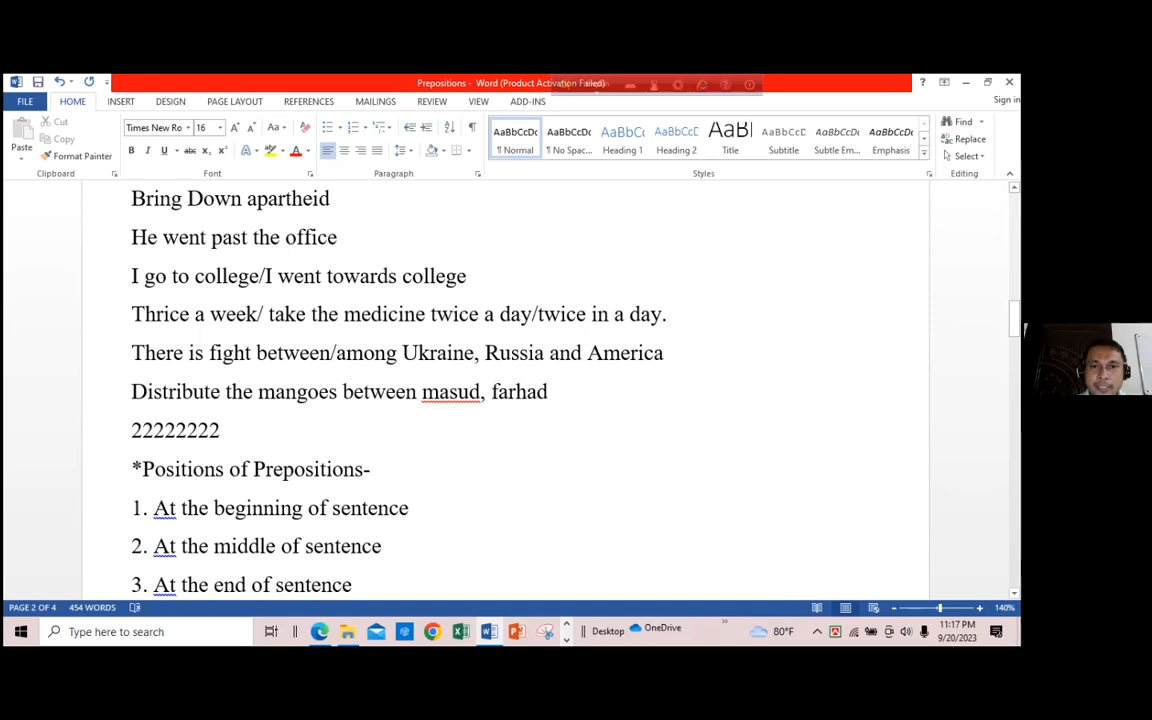 Prepositions - Word (Product Activation Failed)
FILE HOME INSERT DESIGN PAGE LAYOUT REFERENCES MAILINGS REVIEW VIEW ADD-INS Sign in
Paste
Cut
Copy
Format Painter
Times New Ro 16
AaBbCcDc AaBbCcDc AaBbC AaBbCcD AaB AaBbCcD AaBbCcDc AaBbCcDc
¶ Normal ¶ No Spac... Heading 1 Heading 2 Title Subtitle Subtle Em... Emphasis
Find
Replace
Select
Clipboard Font Paragraph Styles Editing
Bring Down apartheid
He went past the office
I go to college/I went towards college
Thrice a week/ take the medicine twice a day/twice in a day.
There is fight between/among Ukraine, Russia and America
Distribute the mangoes between masud, farhad
22222222
*Positions of Prepositions-
1. At the beginning of sentence
2. At the middle of sentence
3. At the end of sentence
PAGE 2 OF 4 454 WORDS 140%
Type here to search Desktop OneDrive 80°F 11:17 PM
9/20/2023